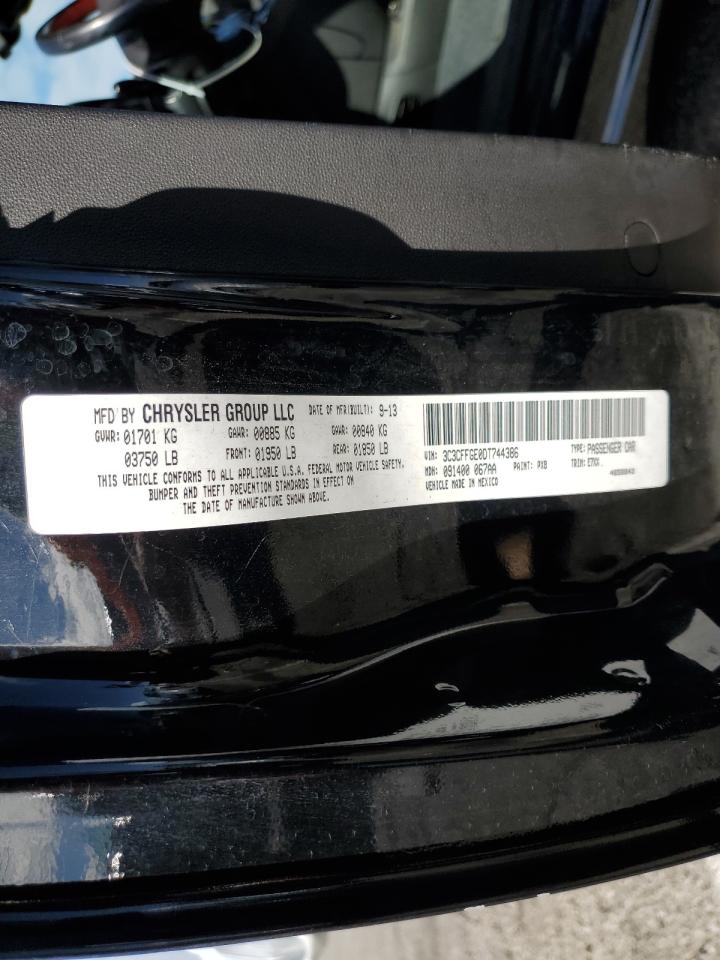 MFD BY CHRYSLER GROUP LLC DATE OF MFR(BUILT): 9-13
GVWR: 01701 KG GAWR: 00885 KG GAWR: 00840 KG
03750 LB FRONT: 01950 LB REAR: 01850 LB
THIS VEHICLE CONFORMS TO ALL APPLICABLE U.S.A. FEDERAL MOTOR VEHICLE SAFETY,
BUMPER AND THEFT PREVENTION STANDARDS IN EFFECT ON
THE DATE OF MANUFACTURE SHOWN ABOVE.
VIN: 3C3CFFGE0DT744386 TYPE: PASSENGER CAR
MDH: 091400 067AA PAINT: PXB TRIM: E7CK
VEHICLE MADE IN MEXICO